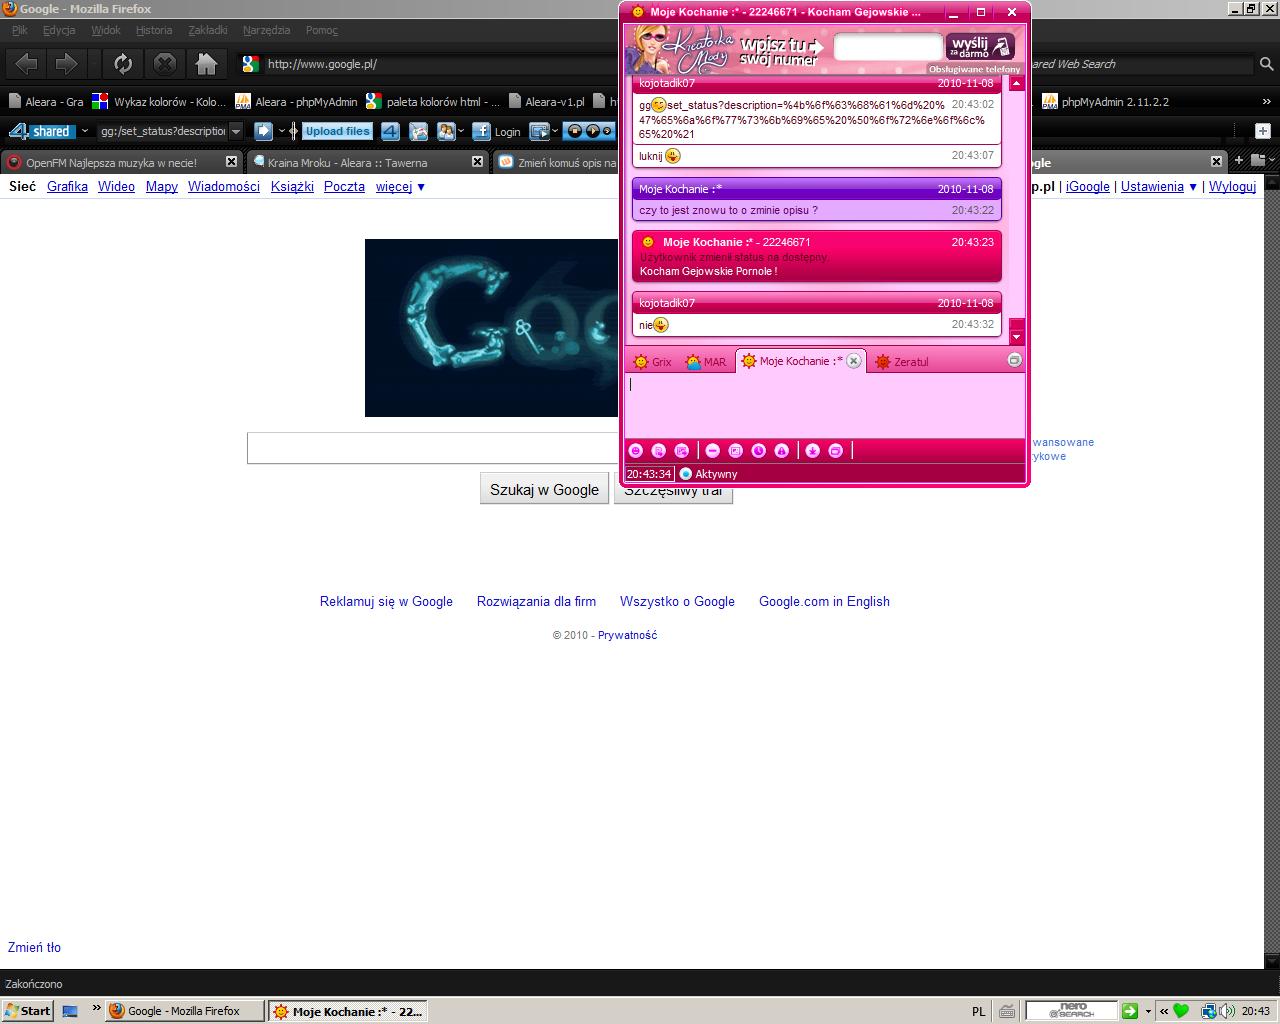 Google - Mozilla Firefox
Plik Edycja Widok Historia Zakładki Narzędzia Pomoc
http://www.google.pl/
ared Web Search
Aleara - Gra Wykaz kolorów - Kolo... Aleara - phpMyAdmin paleta kolorów html - ... Aleara-v1.pl phpMyAdmin 2.11.2.2 »
4 shared gg:/set_status?description Upload files Login
OpenFM Najlepsza muzyka w necie! Kraina Mroku - Aleara :: Tawerna Zmień komuś opis na ogle
Sieć Grafika Wideo Mapy Wiadomości Książki Poczta więcej ▼
p.pl | iGoogle | Ustawienia ▼ | Wyloguj
Szukaj w Google Szczęśliwy traf
wansowane
ykowe
Reklamuj się w Google Rozwiązania dla firm Wszystko o Google Google.com in English
© 2010 - Prywatność
Zmień tło
Zakończono
Moje Kochanie :* - 22246671 - Kocham Gejowskie ...
Kreatorka Mody wpisz tu swój numer wyślij za darmo
Obsługiwane telefony
kojotadik07 2010-11-08
gg set_status?description=%4b%6f%63%68%61%6d%20% 20:43:02
47%65%6a%6f%77%73%6b%69%65%20%50%6f%72%6e%6f%6c%
65%20%21
luknij 20:43:07
Moje Kochanie :* 2010-11-08
czy to jest znowu to o zminie opisu ? 20:43:22
Moje Kochanie :* - 22246671 20:43:23
Użytkownik zmienił status na dostępny.
Kocham Gejowskie Pornole !
kojotadik07 2010-11-08
nie 20:43:32
Grix MAR Moje Kochanie :* Zeratul
20:43:34 Aktywny
Start » Google - Mozilla Firefox Moje Kochanie :* - 22... PL nero SEARCH « 20:43